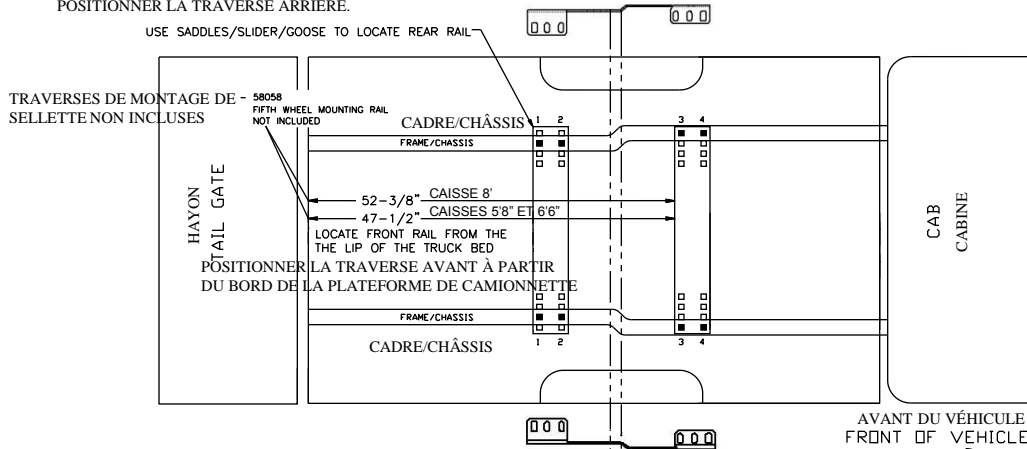 POSITIONNER LA TRAVERSE ARRIÈRE.
USE SADDLES/SLIDER/GOOSE TO LOCATE REAR RAIL
TRAVERSES DE MONTAGE DE
SELLETTE NON INCLUSES
58058
FIFTH WHEEL MOUNTING RAIL
NOT INCLUDED
CADRE/CHÂSSIS
1 2
3 4
FRAME/CHASSIS
HAYON
TAIL GATE
52-3/8" CAISSE 8'
47-1/2" CAISSES 5'8" ET 6'6"
LOCATE FRONT RAIL FROM THE
THE LIP OF THE TRUCK BED
POSITIONNER LA TRAVERSE AVANT À PARTIR
DU BORD DE LA PLATEFORME DE CAMIONNETTE
CAB
CABINE
FRAME/CHASSIS
1 2
3 4
CADRE/CHÂSSIS
AVANT DU VÉHICULE
FRONT OF VEHICLE